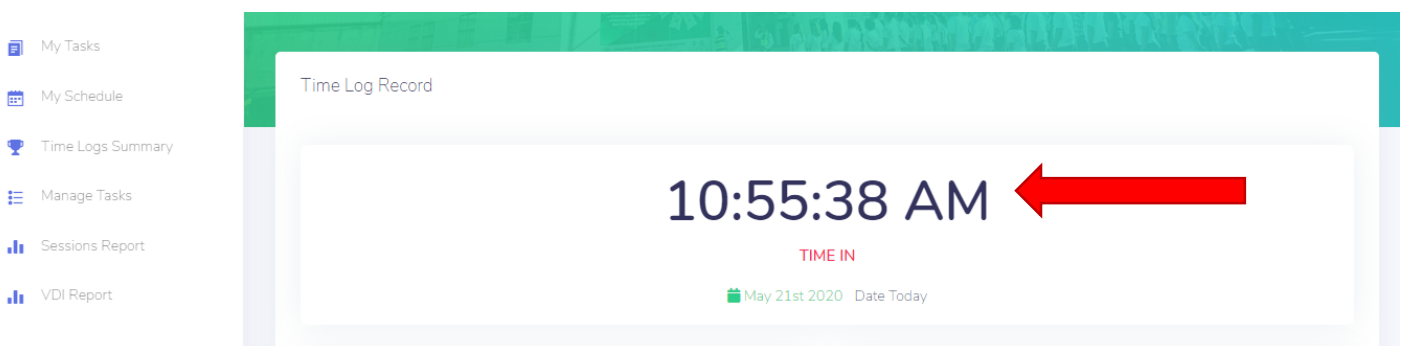 My Tasks
My Schedule
Time Logs Summary
Manage Tasks
Sessions Report
VDI Report
Time Log Record
10:55:38 AM
TIME IN
May 21st 2020 Date Today